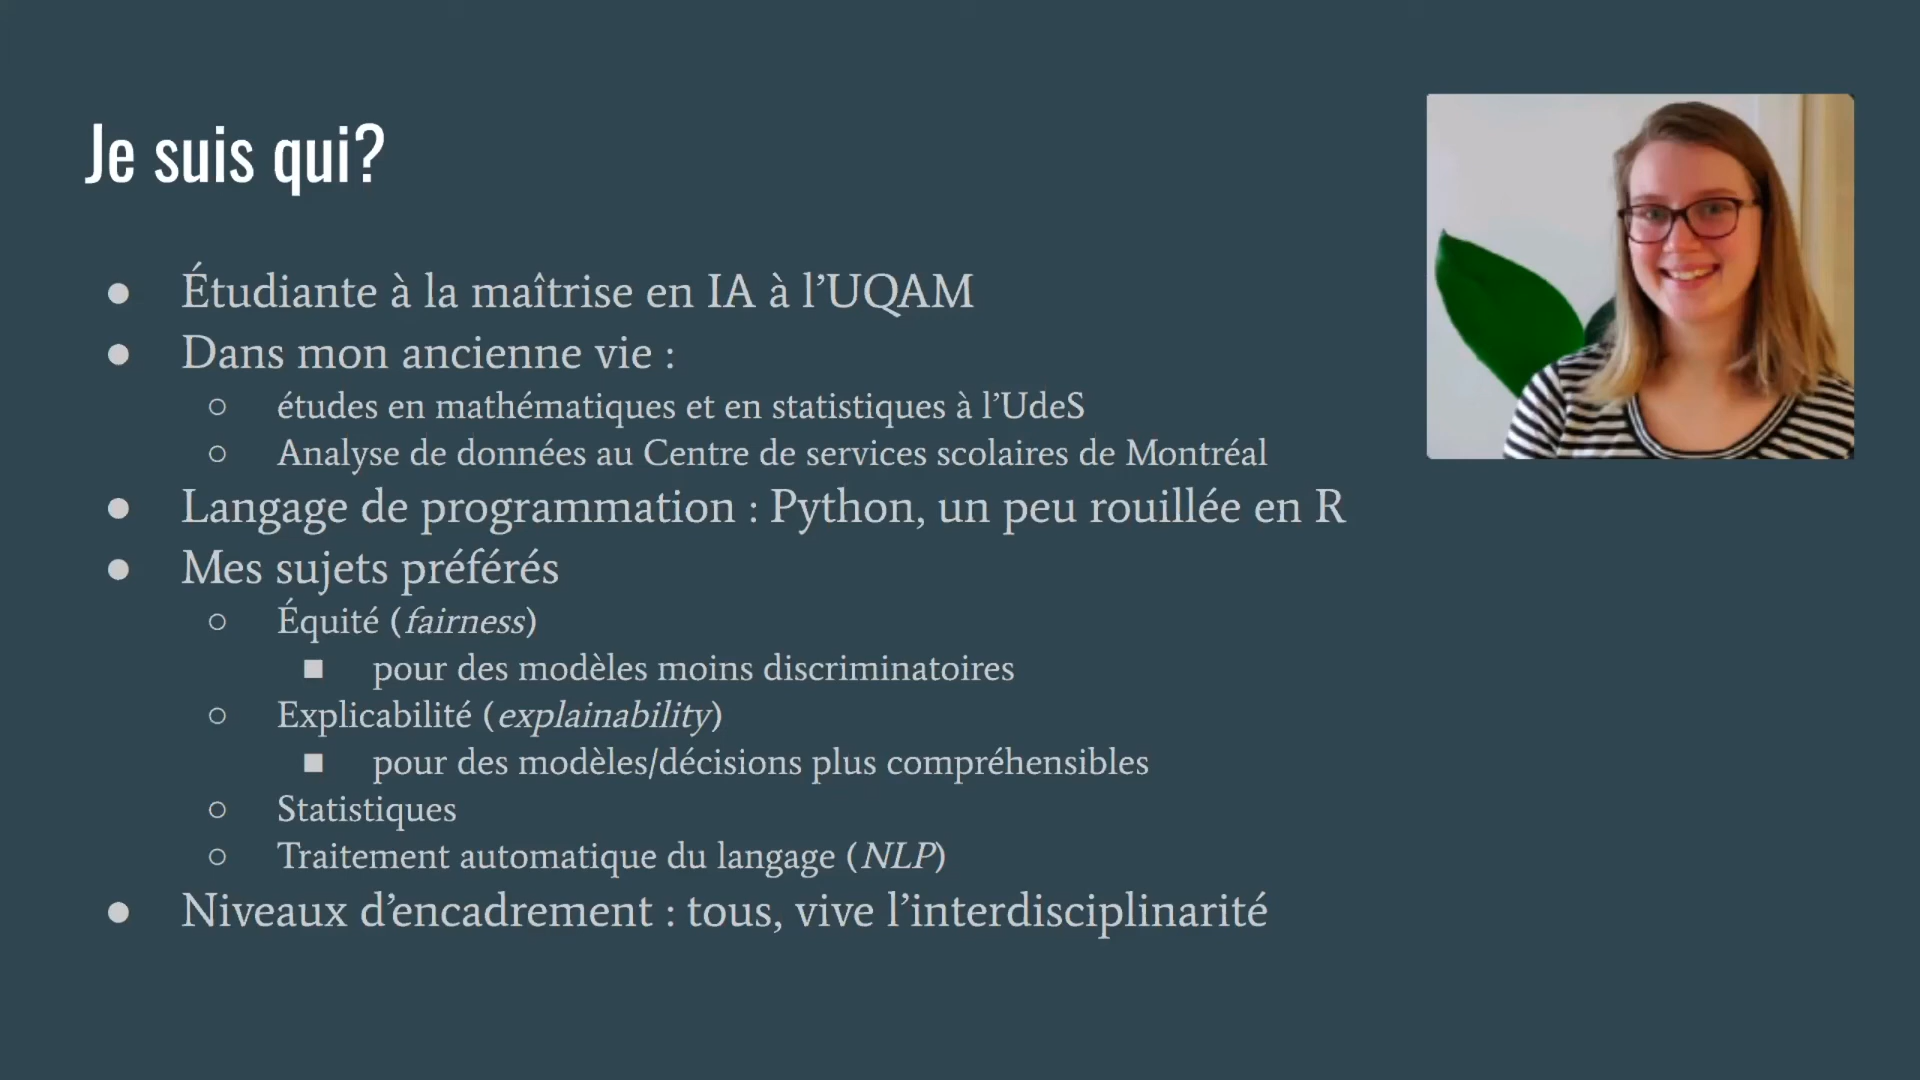 Je suis qui?
● Étudiante à la maîtrise en IA à l’UQAM
● Dans mon ancienne vie :
○ études en mathématiques et en statistiques à l’UdeS
○ Analyse de données au Centre de services scolaires de Montréal
● Langage de programmation : Python, un peu rouillée en R
● Mes sujets préférés
○ Équité (fairness)
■ pour des modèles moins discriminatoires
○ Explicabilité (explainability)
■ pour des modèles/décisions plus compréhensibles
○ Statistiques
○ Traitement automatique du langage (NLP)
● Niveaux d’encadrement : tous, vive l’interdisciplinarité